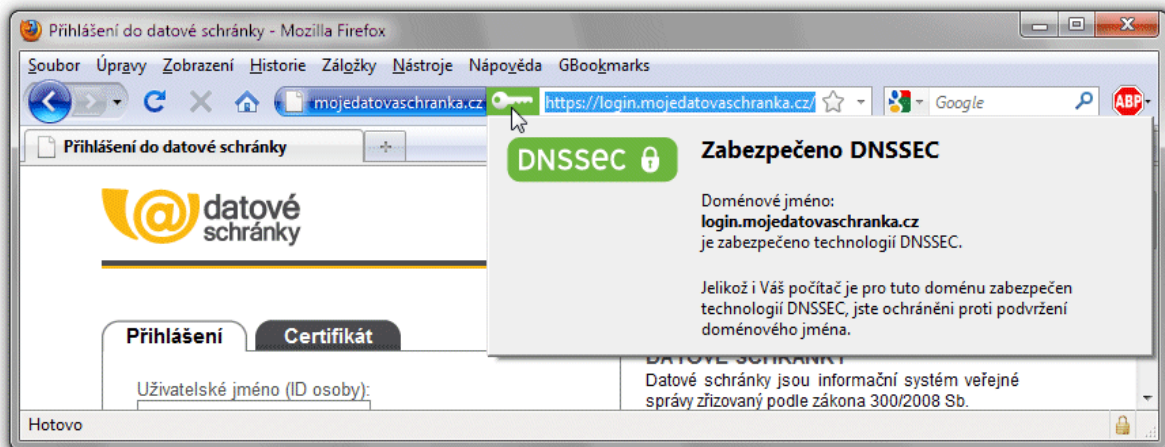 Přihlášení do datové schránky - Mozilla Firefox
Soubor Úpravy Zobrazení Historie Záložky Nástroje Nápověda GBookmarks
mojedatovaschranka.cz https://login.mojedatovaschranka.cz/ Google ABP
Přihlášení do datové schránky
DNSSEC
Zabezpečeno DNSSEC
Doménové jméno:
login.mojedatovaschranka.cz
je zabezpečeno technologií DNSSEC.
Jelikož i Váš počítač je pro tuto doménu zabezpečen
technologií DNSSEC, jste ochráněni proti podvržení
doménového jména.
datové
schránky
Přihlášení Certifikát
Uživatelské jméno (ID osoby):
DATOVÉ SCHRÁNKY
Datové schránky jsou informační systém veřejné
správy zřizovaný podle zákona 300/2008 Sb.
Hotovo